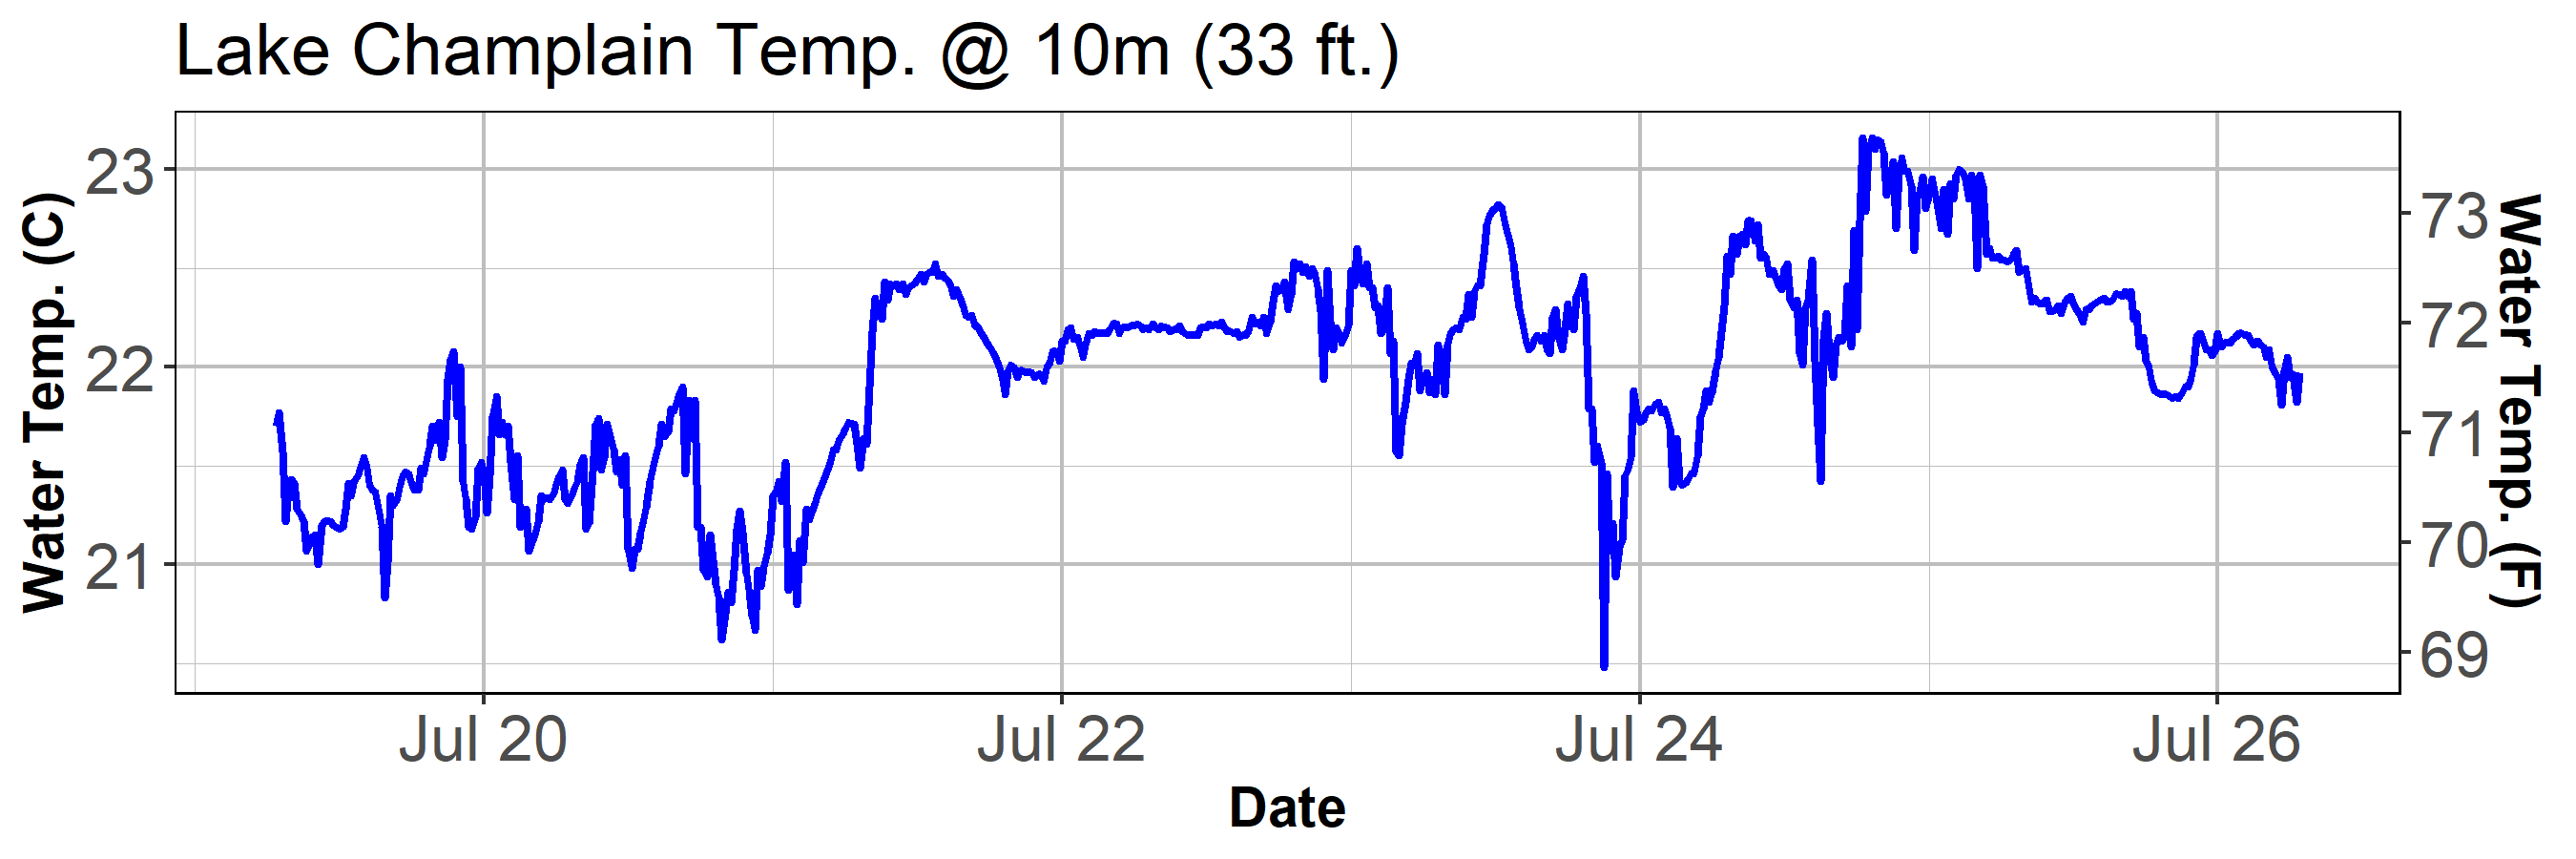 Lake Champlain Temp. @ 10m (33 ft.)
Water Temp. (C)
23
22
21
73
72
71
70
69
Water Temp. (F)
Jul 20 Jul 22 Jul 24 Jul 26
Date